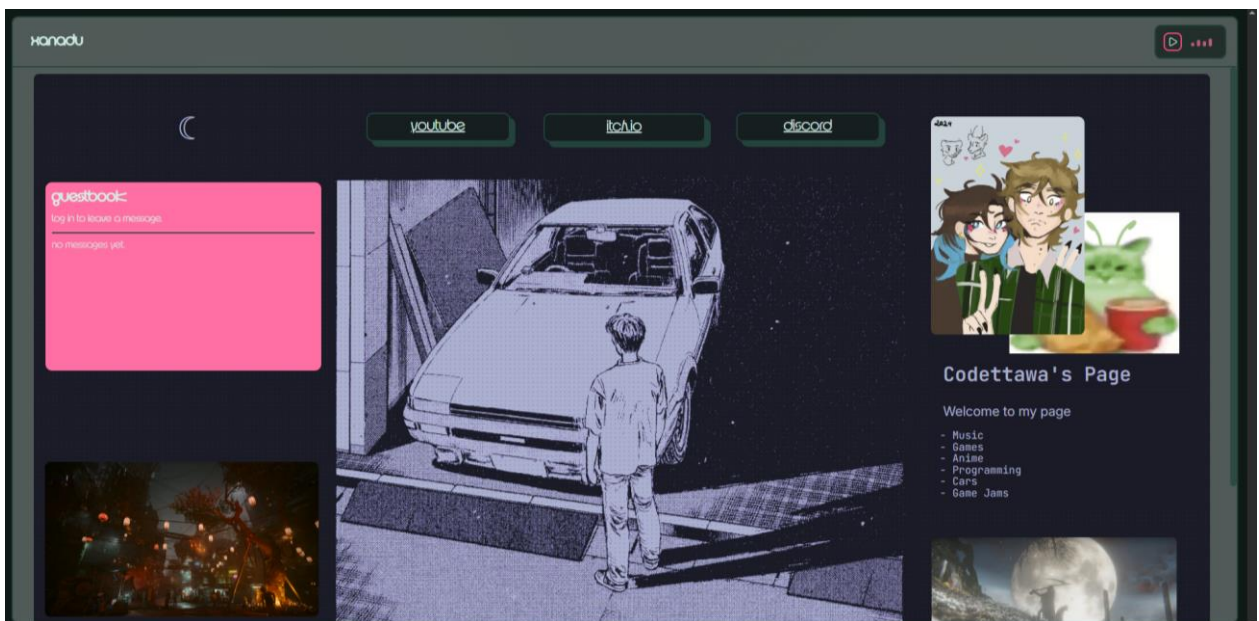 xanadu
youtube
itch.io
discord
2024
guestbook
log in to leave a message.
no messages yet.
Codettawa's Page
Welcome to my page
- Music
- Games
- Anime
- Programming
- Cars
- Game Jams